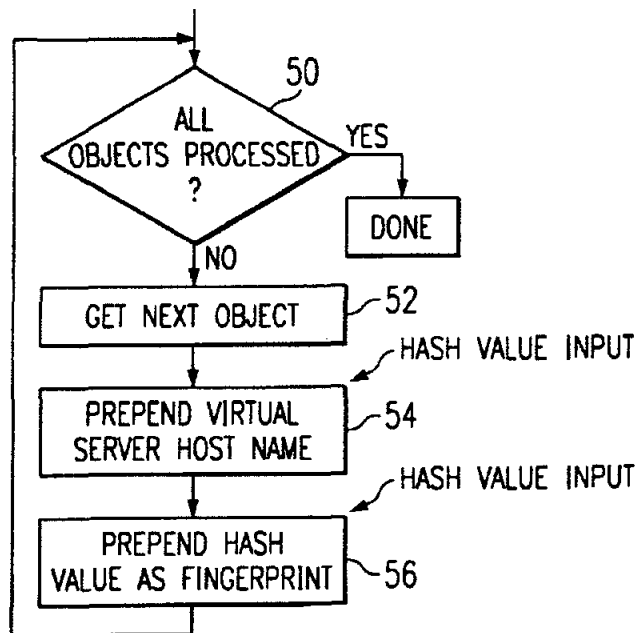 50
ALL
OBJECTS PROCESSED
?
YES
DONE
NO
GET NEXT OBJECT
52
HASH VALUE INPUT
PREPEND VIRTUAL
SERVER HOST NAME
54
HASH VALUE INPUT
PREPEND HASH
VALUE AS FINGERPRINT
56